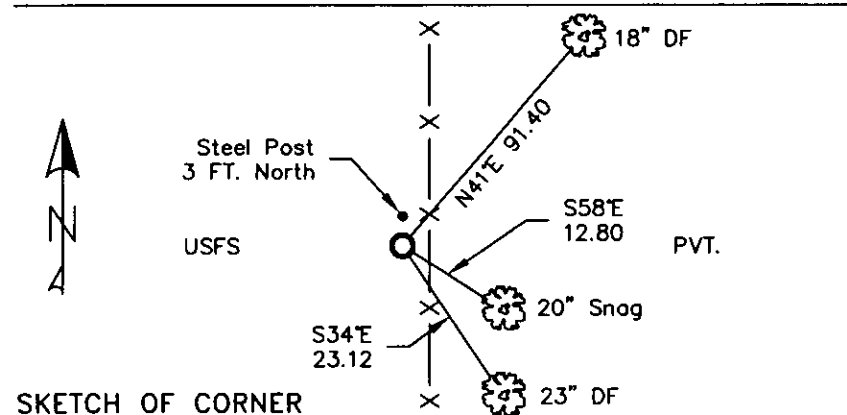 18" DF
N41°E 91.40
Steel Post
3 FT. North
S58°E
12.80
N
USFS
PVT.
20" Snag
S34°E
23.12
23" DF
SKETCH OF CORNER